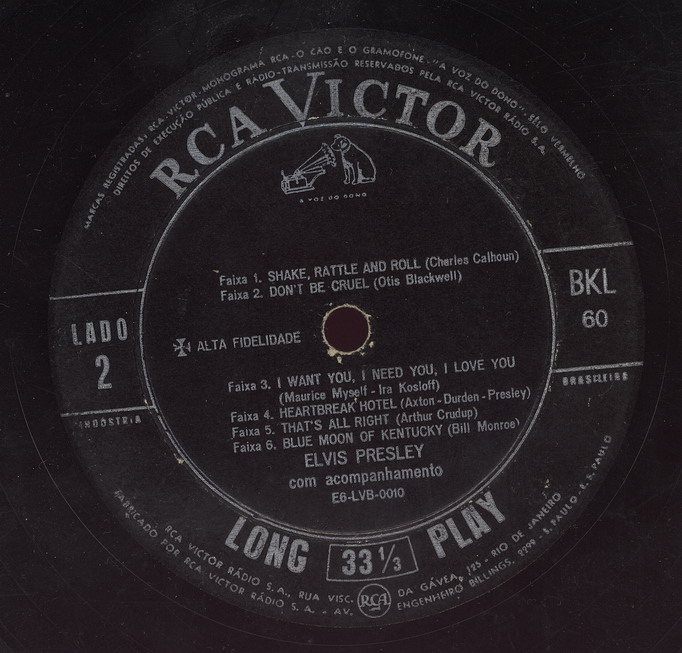 MARCAS REGISTRADAS, RCA, VICTOR - MONOGRAMA RCA - O CÃO E O GRAMOFONE - "A VOZ DO DONO" - SÊLO VERMELHO
DIREITOS DE EXECUÇÃO PÚBLICA E RÁDIO-TRANSMISSÃO RESERVADOS PELA RCA VICTOR RÁDIO S.A.
RCA VICTOR
A VOZ DO DONO
Faixa 1. SHAKE, RATTLE AND ROLL (Charles Calhoun)
Faixa 2. DON'T BE CRUEL (Otis Blackwell)
BKL
60
LADO
2
ALTA FIDELIDADE
Faixa 3. I WANT YOU, I NEED YOU, I LOVE YOU
(Maurice Myself - Ira Kosloff)
Faixa 4. HEARTBREAK HOTEL (Axton-Durden-Presley)
Faixa 5. THAT'S ALL RIGHT (Arthur Crudup)
Faixa 6. BLUE MOON OF KENTUCKY (Bill Monroe)
INDÚSTRIA
BRASILEIRA
ELVIS PRESLEY
com acompanhamento
E6-LVB-0010
LONG 33 1/3 PLAY
RCA VICTOR RÁDIO S.A., RUA VISC. RCA DA GÁVEA, 125 - RIO DE JANEIRO
FABRICADO POR RCA VICTOR RÁDIO S.A. - AV. ENGENHEIRO BILLINGS, - S. PAULO - E. S. PAULO